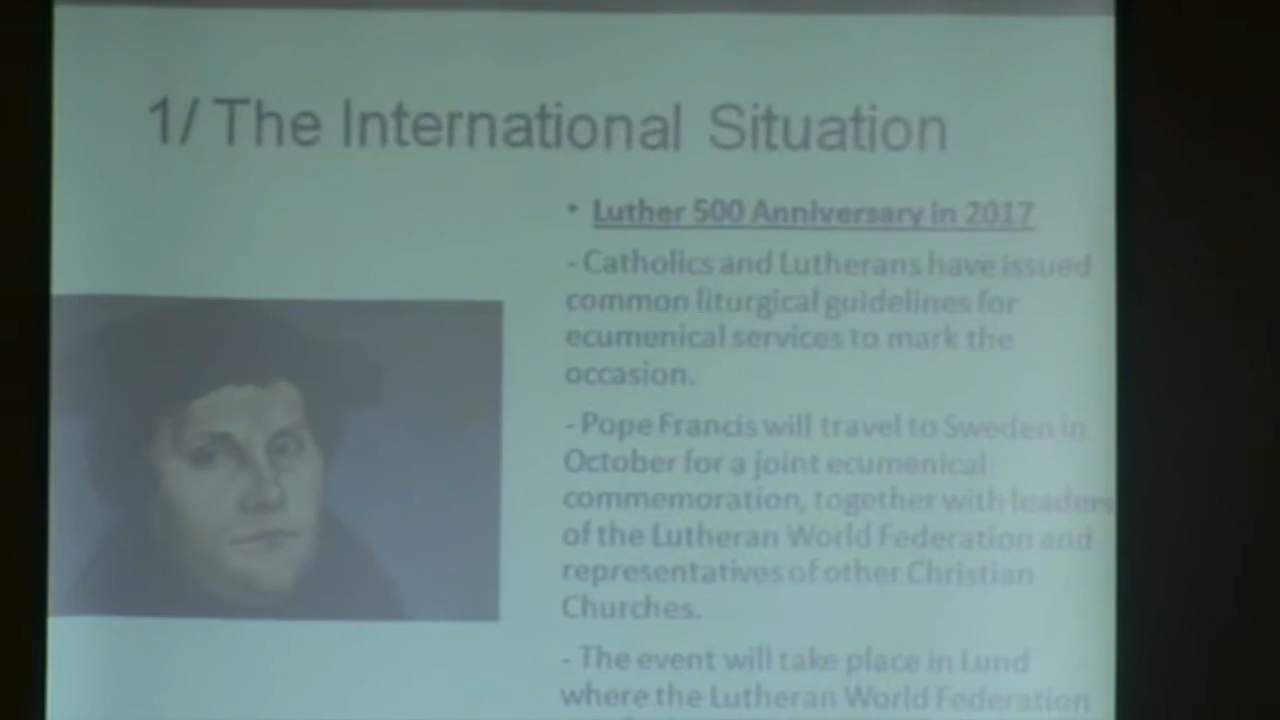 1/ The International Situation
• Luther 500 Anniversary in 2017
- Catholics and Lutherans have issued
common liturgical guidelines for
ecumenical services to mark the
occasion.
- Pope Francis will travel to Sweden in
October for a joint ecumenical
commemoration, together with leaders
of the Lutheran World Federation and
representatives of other Christian
Churches.
- The event will take place in Lund
where the Lutheran World Federation